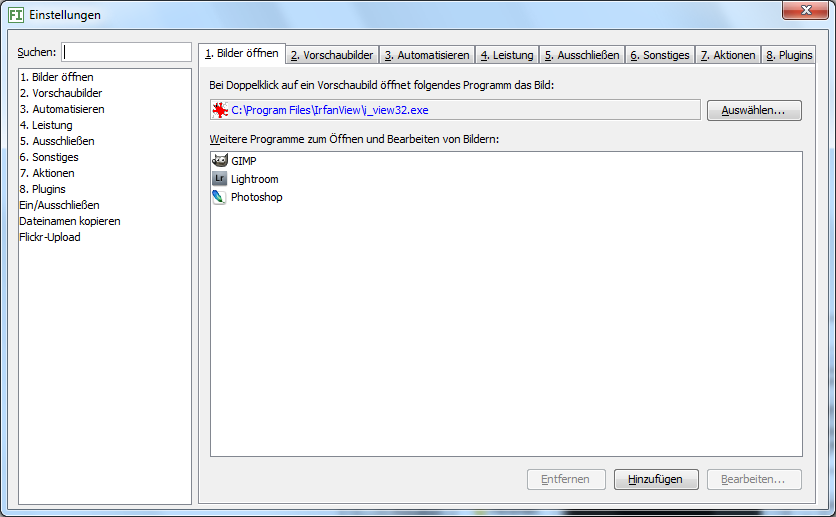 FI Einstellungen
Suchen:
1. Bilder öffnen
2. Vorschaubilder
3. Automatisieren
4. Leistung
5. Ausschließen
6. Sonstiges
7. Aktionen
8. Plugins
Ein/Ausschließen
Dateinamen kopieren
Flickr-Upload
1. Bilder öffnen 2. Vorschaubilder 3. Automatisieren 4. Leistung 5. Ausschließen 6. Sonstiges 7. Aktionen 8. Plugins
Bei Doppelklick auf ein Vorschaubild öffnet folgendes Programm das Bild:
C:\Program Files\IrfanView\i_view32.exe Auswählen...
Weitere Programme zum Öffnen und Bearbeiten von Bildern:
GIMP
Lr Lightroom
Photoshop
Entfernen Hinzufügen Bearbeiten...